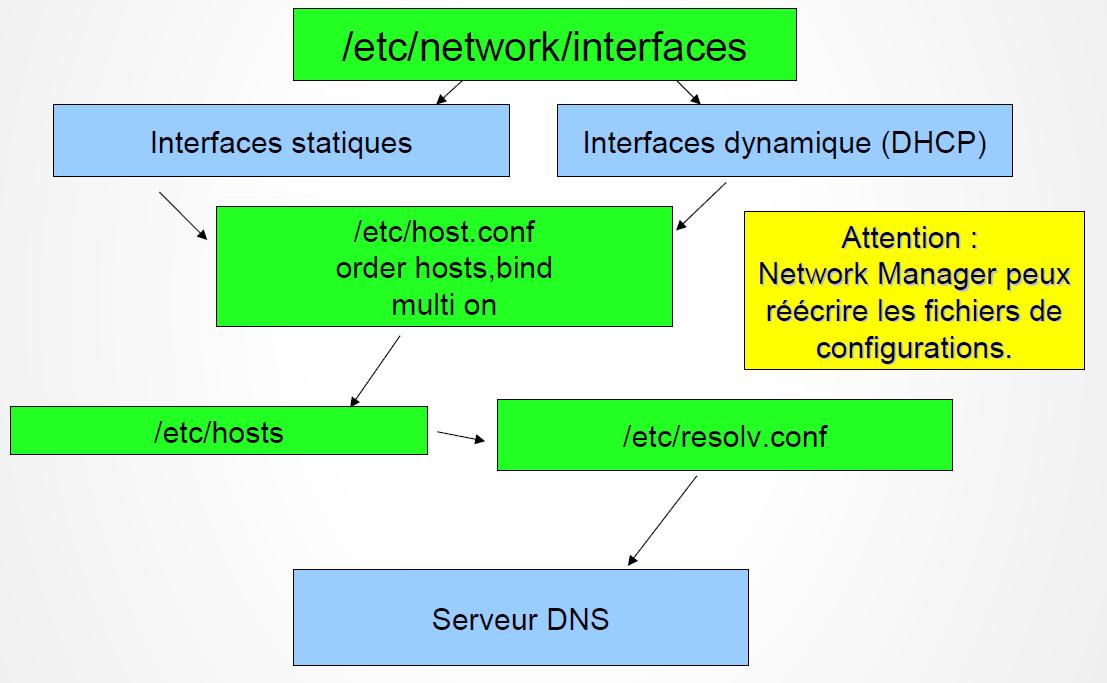 /etc/network/interfaces
Interfaces statiques
Interfaces dynamique (DHCP)
/etc/host.conf
order hosts,bind
multi on
Attention :
Network Manager peux
réécrire les fichiers de
configurations.
/etc/hosts
/etc/resolv.conf
Serveur DNS